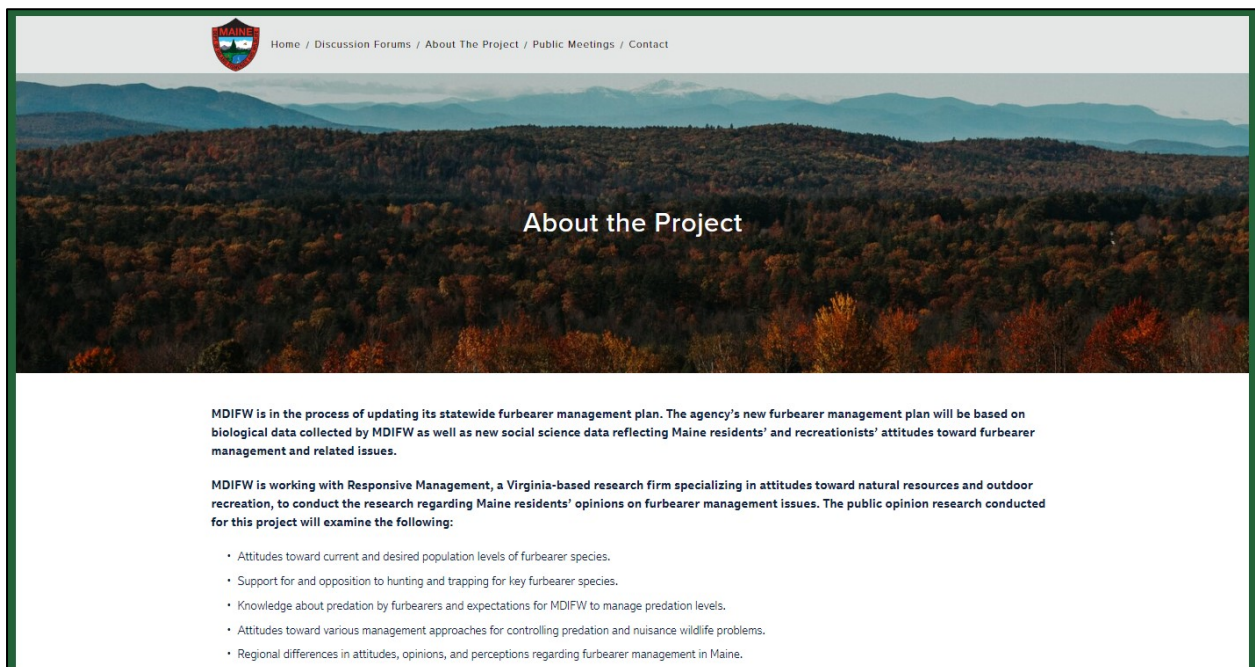 MAINE
Home / Discussion Forums / About The Project / Public Meetings / Contact
About the Project
MDIFW is in the process of updating its statewide furbearer management plan. The agency’s new furbearer management plan will be based on
biological data collected by MDIFW as well as new social science data reflecting Maine residents’ and recreationists’ attitudes toward furbearer
management and related issues.
MDIFW is working with Responsive Management, a Virginia-based research firm specializing in attitudes toward natural resources and outdoor
recreation, to conduct the research regarding Maine residents’ opinions on furbearer management issues. The public opinion research conducted
for this project will examine the following:
• Attitudes toward current and desired population levels of furbearer species.
• Support for and opposition to hunting and trapping for key furbearer species.
• Knowledge about predation by furbearers and expectations for MDIFW to manage predation levels.
• Attitudes toward various management approaches for controlling predation and nuisance wildlife problems.
• Regional differences in attitudes, opinions, and perceptions regarding furbearer management in Maine.